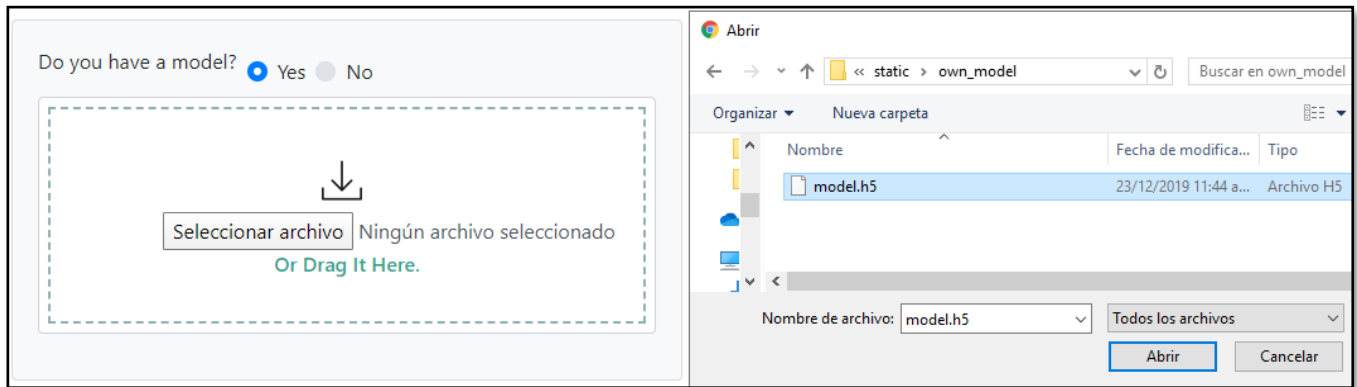 Do you have a model? Yes No
Seleccionar archivo Ningún archivo seleccionado
Or Drag It Here.
Abrir
« static › own_model
Buscar en own_model
Organizar Nueva carpeta
Nombre Fecha de modifica... Tipo
model.h5 23/12/2019 11:44 a... Archivo H5
Nombre de archivo: model.h5 Todos los archivos
Abrir Cancelar